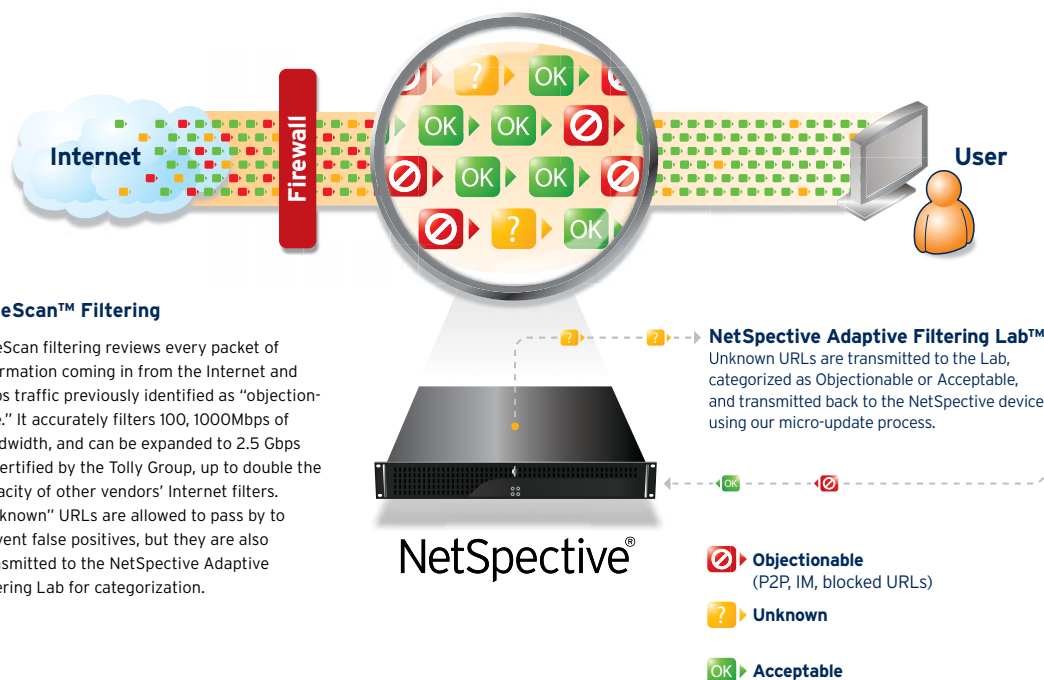 Internet
Firewall
? OK
OK OK
OK OK
? OK
User
eScan™ Filtering
eScan filtering reviews every packet of
rmation coming in from the Internet and
s traffic previously identified as “objection-
.” It accurately filters 100, 1000Mbps of
dwidth, and can be expanded to 2.5 Gbps
ertified by the Tolly Group, up to double the
acity of other vendors’ Internet filters.
known” URLs are allowed to pass by to
vent false positives, but they are also
nsmitted to the NetSpective Adaptive
ering Lab for categorization.
? ?
NetSpective Adaptive Filtering Lab™
Unknown URLs are transmitted to the Lab,
categorized as Objectionable or Acceptable,
and transmitted back to the NetSpective device
using our micro-update process.
OK
NetSpective®
Objectionable
(P2P, IM, blocked URLs)
? Unknown
OK Acceptable